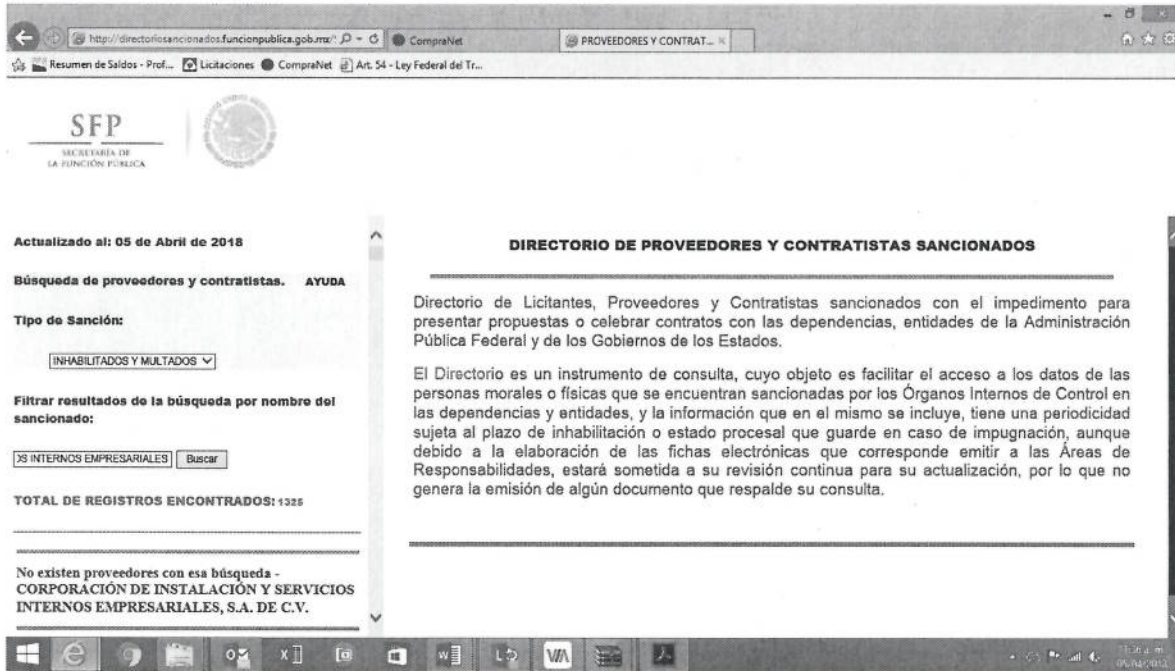 http://directoriosancionados.funcionpublica.gob.mx/
CompraNet
PROVEEDORES Y CONTRAT...
Resumen de Saldos - Prof...
Licitaciones
CompraNet
Art. 54 - Ley Federal del Tr...
SFP
SECRETARÍA DE
LA FUNCIÓN PÚBLICA
Actualizado al: 05 de Abril de 2018
Búsqueda de proveedores y contratistas. AYUDA
Tipo de Sanción:
INHABILITADOS Y MULTADOS
Filtrar resultados de la búsqueda por nombre del
sancionado:
OS INTERNOS EMPRESARIALES Buscar
TOTAL DE REGISTROS ENCONTRADOS: 1325
No existen proveedores con esa búsqueda -
CORPORACIÓN DE INSTALACIÓN Y SERVICIOS
INTERNOS EMPRESARIALES, S.A. DE C.V.
DIRECTORIO DE PROVEEDORES Y CONTRATISTAS SANCIONADOS
Directorio de Licitantes, Proveedores y Contratistas sancionados con el impedimento para
presentar propuestas o celebrar contratos con las dependencias, entidades de la Administración
Pública Federal y de los Gobiernos de los Estados.
El Directorio es un instrumento de consulta, cuyo objeto es facilitar el acceso a los datos de las
personas morales o físicas que se encuentran sancionadas por los Órganos Internos de Control en
las dependencias y entidades, y la información que en el mismo se incluye, tiene una periodicidad
sujeta al plazo de inhabilitación o estado procesal que guarde en caso de impugnación, aunque
debido a la elaboración de las fichas electrónicas que corresponde emitir a las Áreas de
Responsabilidades, estará sometida a su revisión continua para su actualización, por lo que no
genera la emisión de algún documento que respalde su consulta.